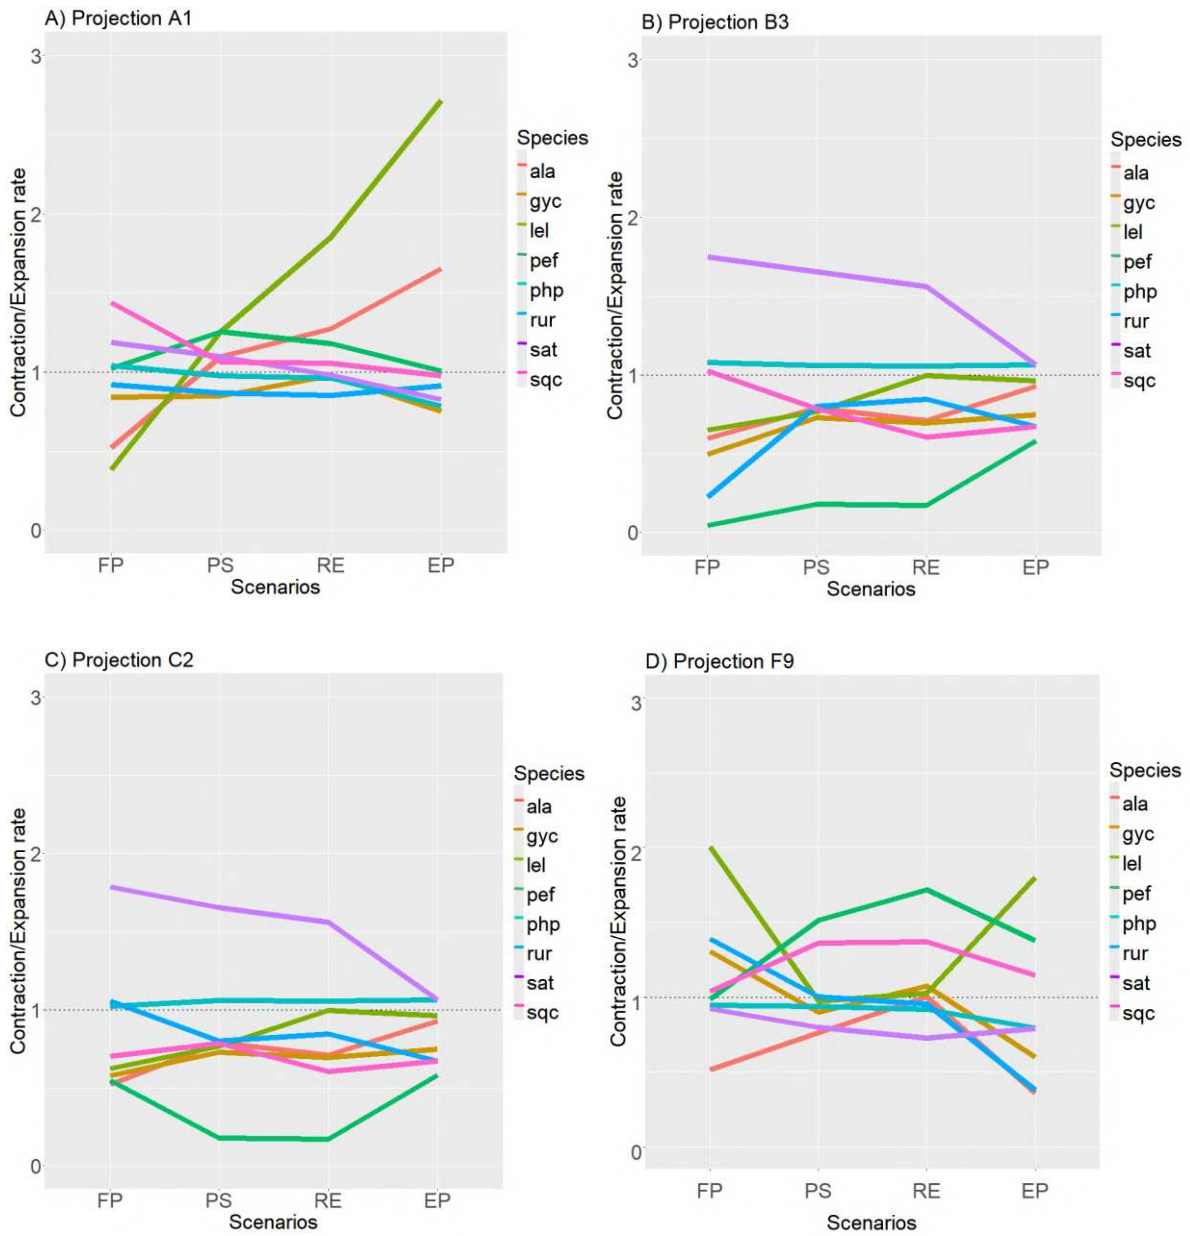 A) Projection A1
Contraction/Expansion rate
3
2
1
0
FP PS RE EP
Scenarios
Species
ala
gyc
lel
pef
php
rur
sat
sqc
B) Projection B3
Contraction/Expansion rate
3
2
1
0
FP PS RE EP
Scenarios
Species
ala
gyc
lel
pef
php
rur
sat
sqc
C) Projection C2
Contraction/Expansion rate
3
2
1
0
FP PS RE EP
Scenarios
Species
ala
gyc
lel
pef
php
rur
sat
sqc
D) Projection F9
Contraction/Expansion rate
3
2
1
0
FP PS RE EP
Scenarios
Species
ala
gyc
lel
pef
php
rur
sat
sqc